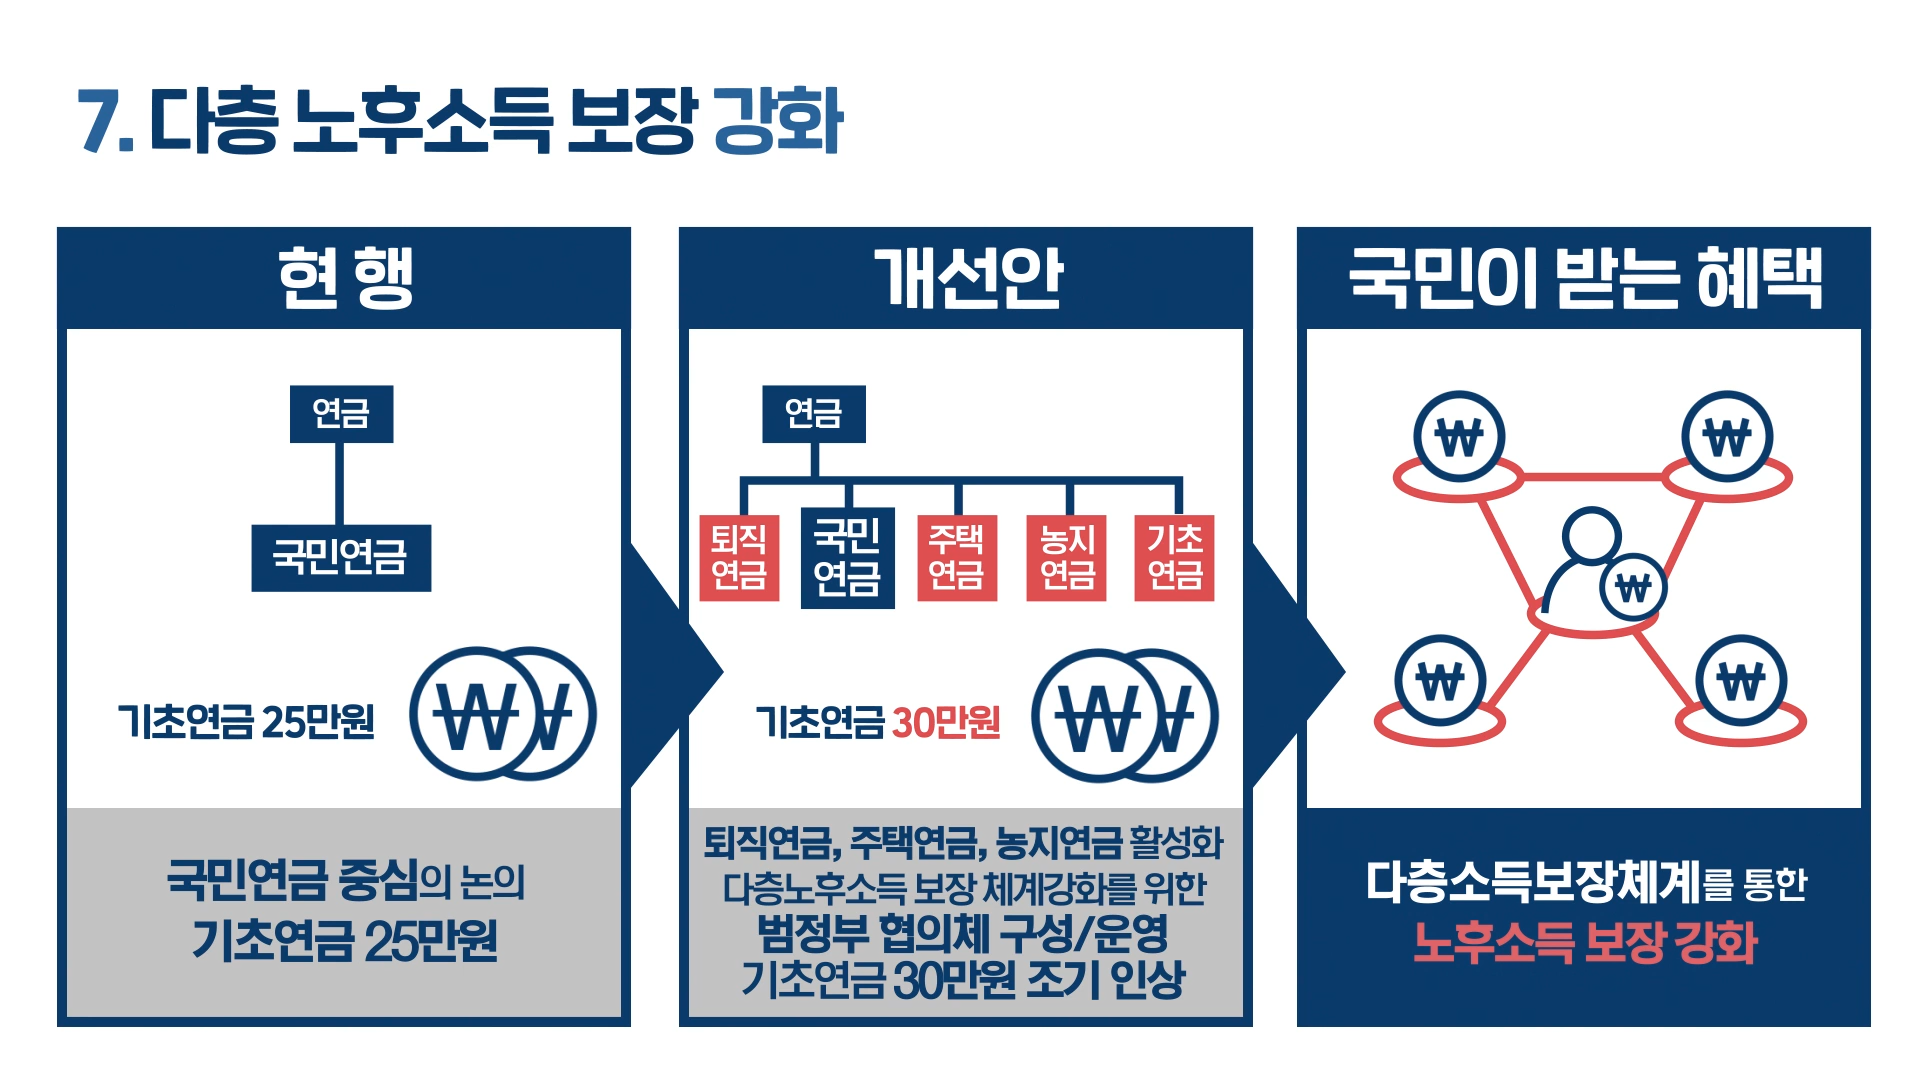 7. 다층 노후소득 보장 강화
현 행
연금
국민연금
기초연금 25만원
₩ ₩
국민연금 중심의 논의
기초연금 25만원
개선안
연금
퇴직
연금
국민
연금
주택
연금
농지
연금
기초
연금
기초연금 30만원
₩ ₩
퇴직연금, 주택연금, 농지연금 활성화
다층노후소득 보장 체계강화를 위한
범정부 협의체 구성/운영
기초연금 30만원 조기 인상
국민이 받는 혜택
₩ ₩
₩
₩ ₩
다층소득보장체계를 통한
노후소득 보장 강화